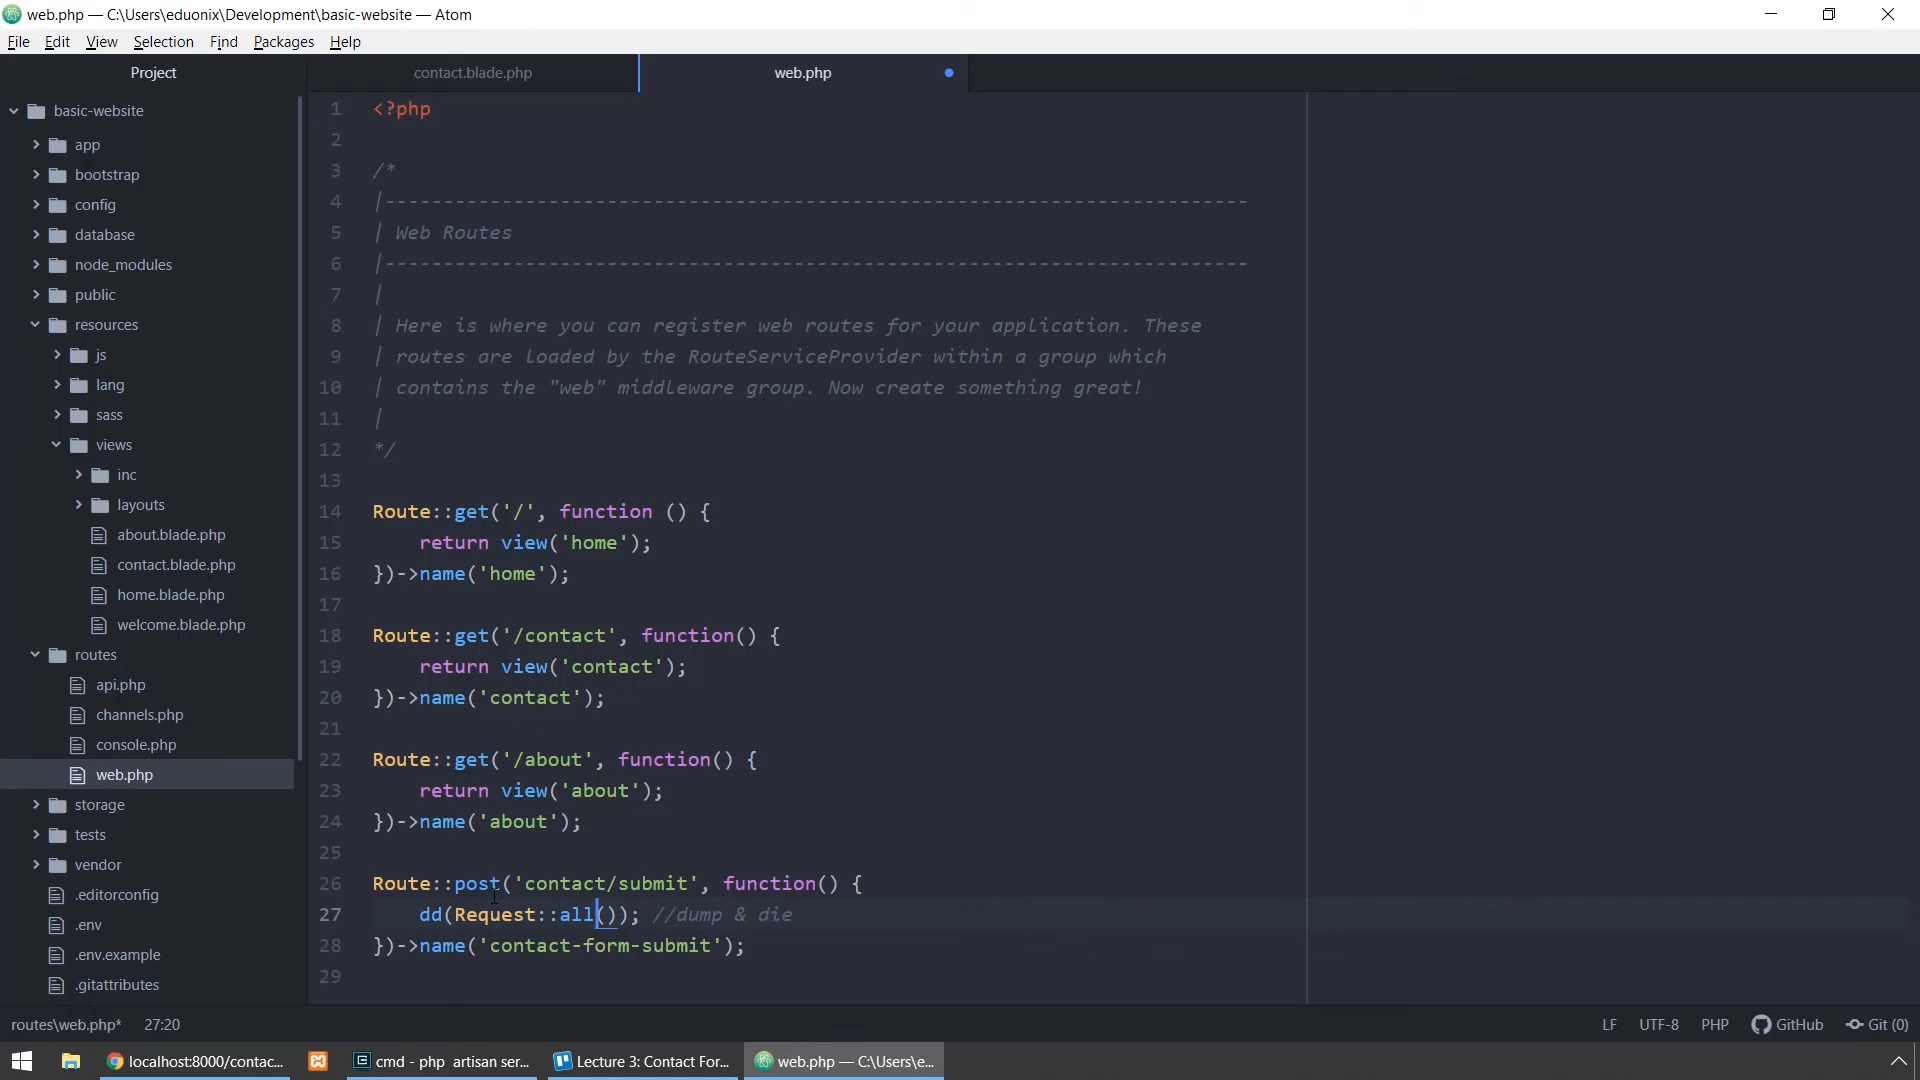 web.php — C:\Users\eduonix\Development\basic-website — Atom
File Edit View Selection Find Packages Help
Project
contact.blade.php
web.php
basic-website
app
bootstrap
config
database
node_modules
public
resources
js
lang
sass
views
inc
layouts
about.blade.php
contact.blade.php
home.blade.php
welcome.blade.php
routes
api.php
channels.php
console.php
web.php
storage
tests
vendor
.editorconfig
.env
.env.example
.gitattributes
1 <?php
2
3 /*
4 |--------------------------------------------------------------------------
5 | Web Routes
6 |--------------------------------------------------------------------------
7 |
8 | Here is where you can register web routes for your application. These
9 | routes are loaded by the RouteServiceProvider within a group which
10 | contains the "web" middleware group. Now create something great!
11 |
12 */
13
14 Route::get('/', function () {
15 return view('home');
16 })->name('home');
17
18 Route::get('/contact', function() {
19 return view('contact');
20 })->name('contact');
21
22 Route::get('/about', function() {
23 return view('about');
24 })->name('about');
25
26 Route::post('contact/submit', function() {
27 dd(Request::all()); //dump & die
28 })->name('contact-form-submit');
29
routes\web.php* 27:20 LF UTF-8 PHP GitHub Git (0)
localhost:8000/contac... cmd - php artisan ser... Lecture 3: Contact For... web.php — C:\Users\e...